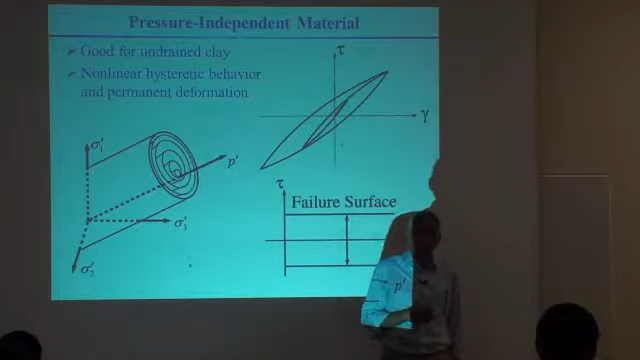 Pressure-Independent Material
Good for undrained clay
Nonlinear hysteretic behavior
and permanent deformation
τ
γ
σ'₁
p'
σ'₃
σ'₂
τ
Failure Surface
p'